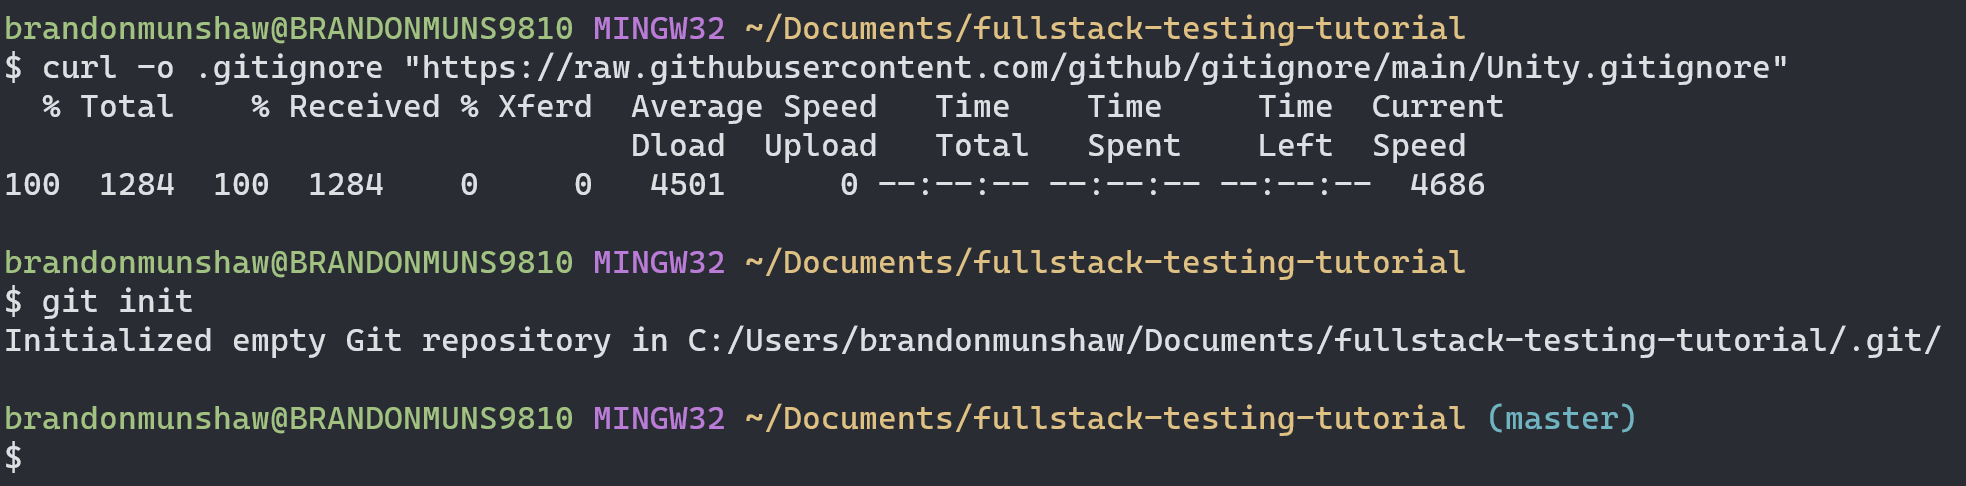 brandonmunshaw@BRANDONMUNS9810 MINGW32 ~/Documents/fullstack-testing-tutorial
$ curl -o .gitignore "https://raw.githubusercontent.com/github/gitignore/main/Unity.gitignore"
  % Total    % Received % Xferd  Average Speed   Time    Time     Time  Current
                                 Dload  Upload   Total   Spent    Left  Speed
100  1284  100  1284    0     0   4501      0 --:--:-- --:--:-- --:--:--  4686
brandonmunshaw@BRANDONMUNS9810 MINGW32 ~/Documents/fullstack-testing-tutorial
$ git init
Initialized empty Git repository in C:/Users/brandonmunshaw/Documents/fullstack-testing-tutorial/.git/
brandonmunshaw@BRANDONMUNS9810 MINGW32 ~/Documents/fullstack-testing-tutorial (master)
$